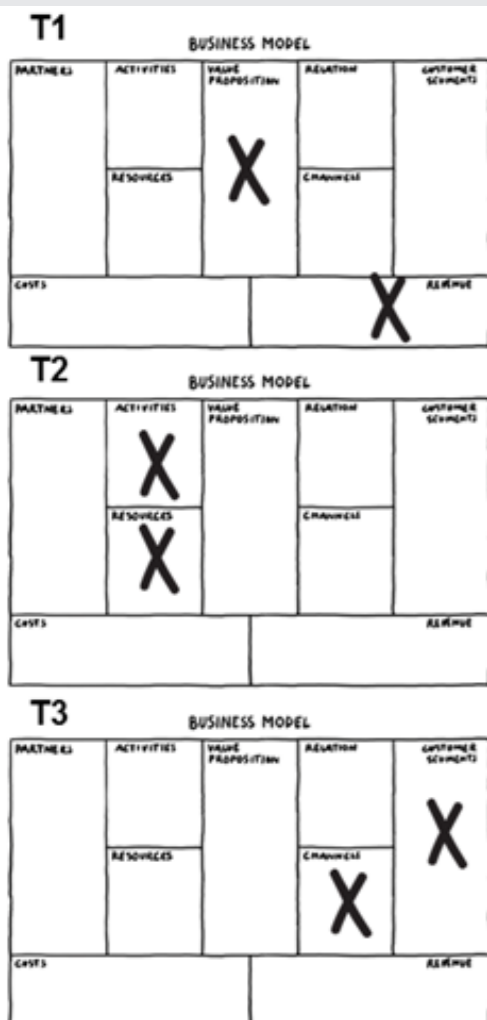 T1
BUSINESS MODEL
PARTNERS ACTIVITIES VALUE PROPOSITION RELATION CUSTOMER SEGMENTS
RESOURCES CHANNELS
COSTS REVENUE
T2
BUSINESS MODEL
PARTNERS ACTIVITIES VALUE PROPOSITION RELATION CUSTOMER SEGMENTS
RESOURCES CHANNELS
COSTS REVENUE
T3
BUSINESS MODEL
PARTNERS ACTIVITIES VALUE PROPOSITION RELATION CUSTOMER SEGMENTS
RESOURCES CHANNELS
COSTS REVENUE